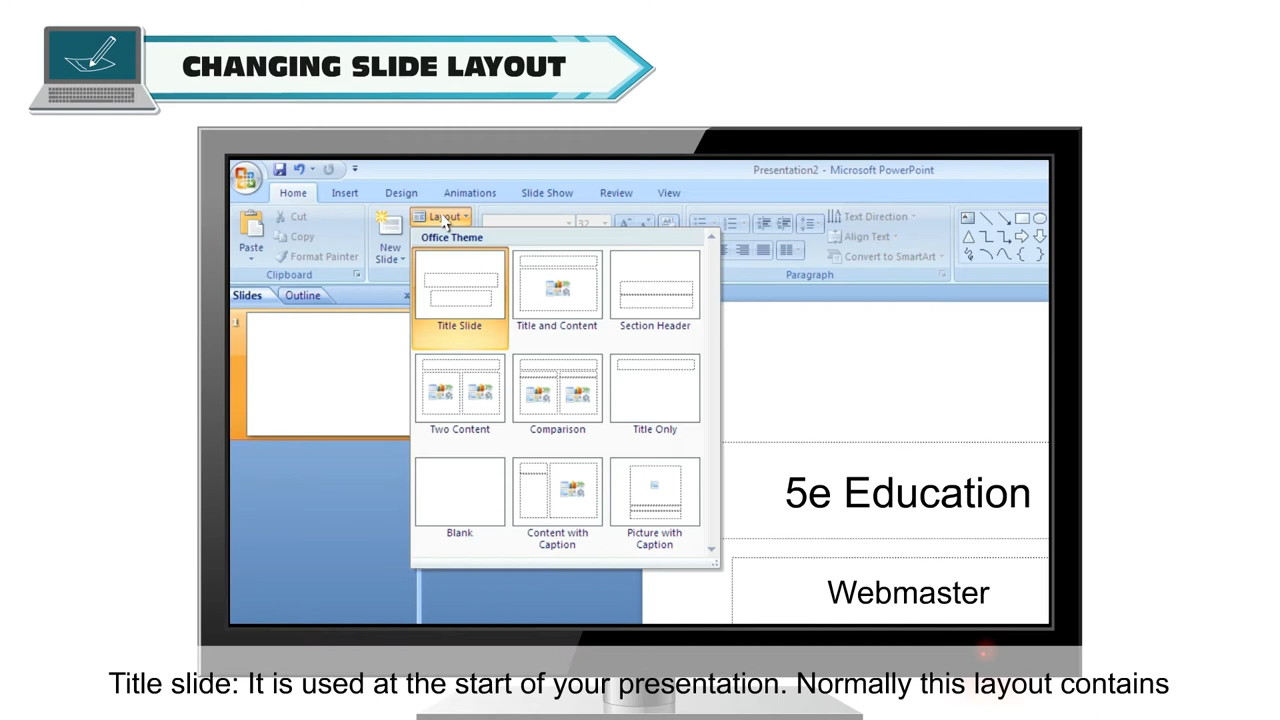 CHANGING SLIDE LAYOUT
Presentation2 - Microsoft PowerPoint
Home Insert Design Animations Slide Show Review View
Paste
Cut
Copy
Format Painter
Clipboard
New
Slide
Layout
32
Text Direction
Align Text
Convert to SmartArt
Paragraph
Slides Outline
1
Office Theme
Title Slide Title and Content Section Header
Two Content Comparison Title Only
Blank Content with Caption Picture with Caption
5e Education
Webmaster
Title slide: It is used at the start of your presentation. Normally this layout contains